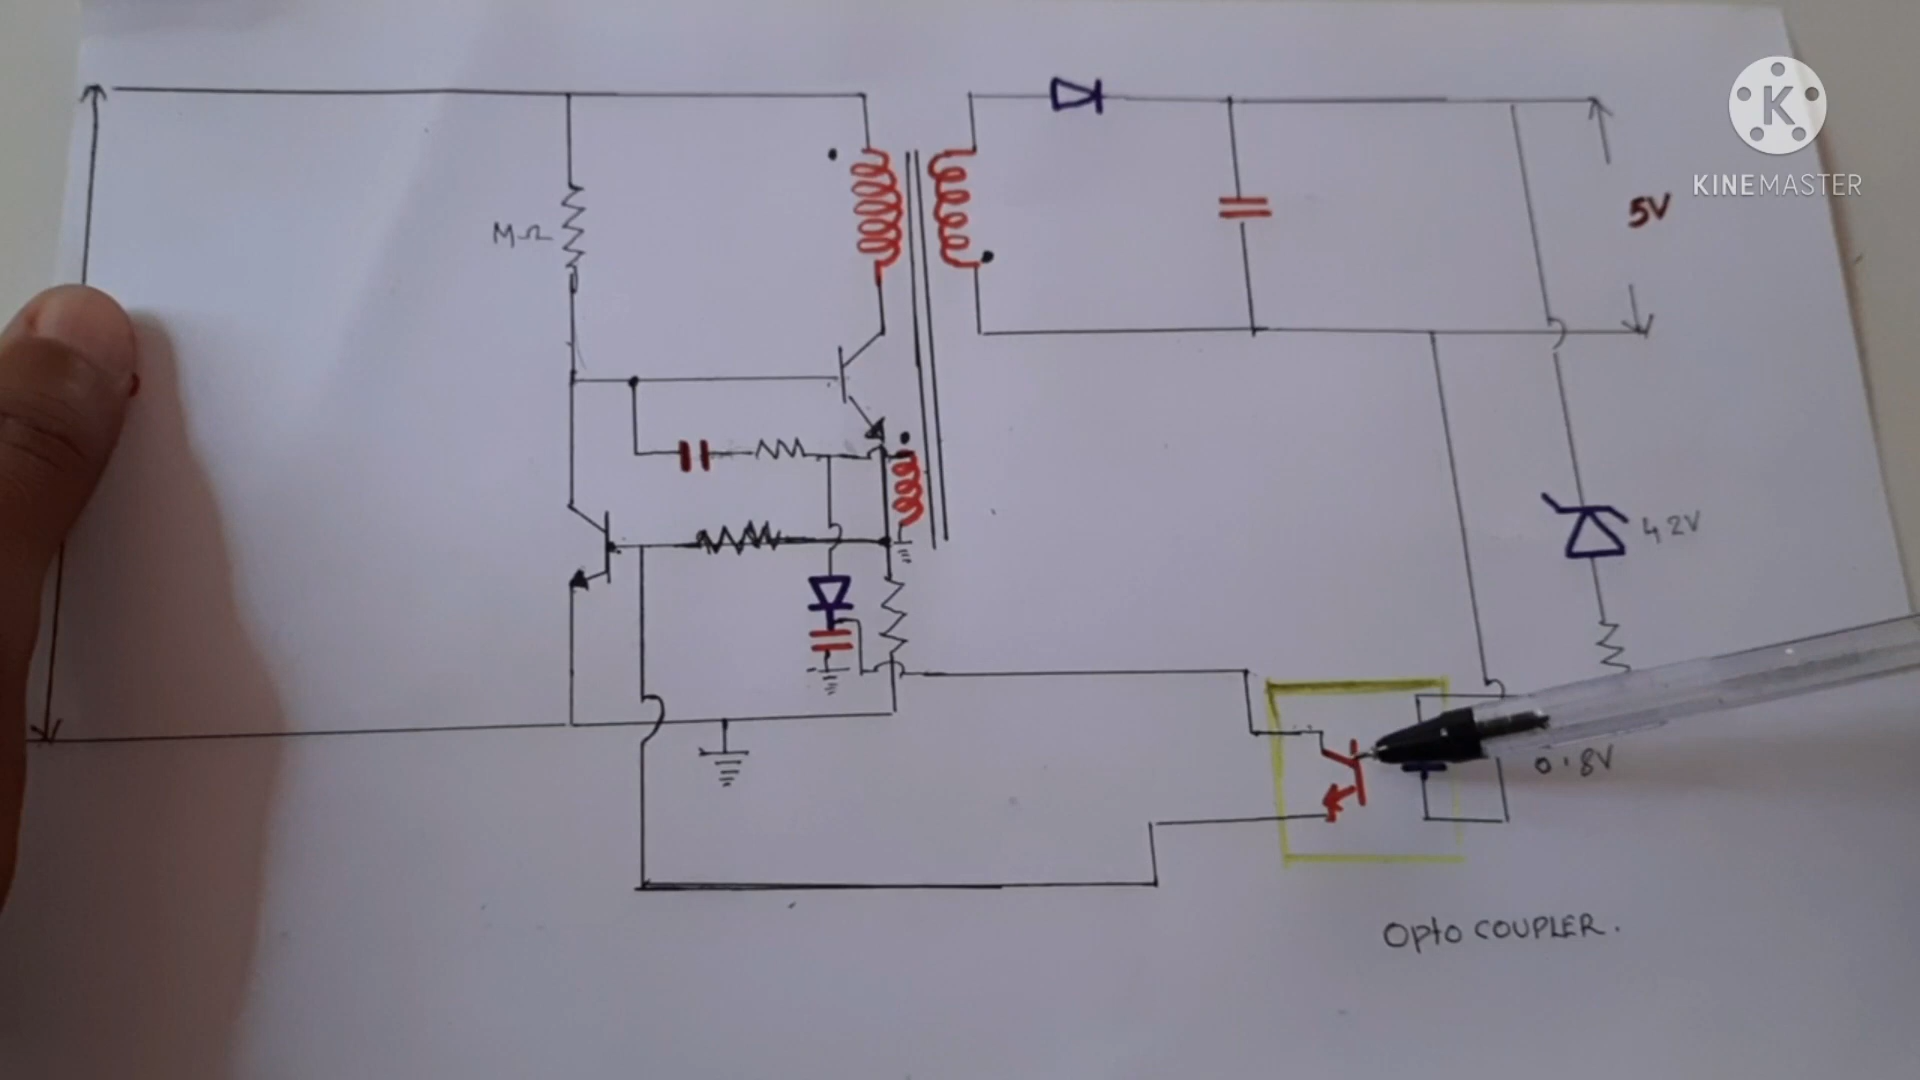 K
KINEMASTER
5V
MΩ
4 2V
0.8V
Opto COUPLER.